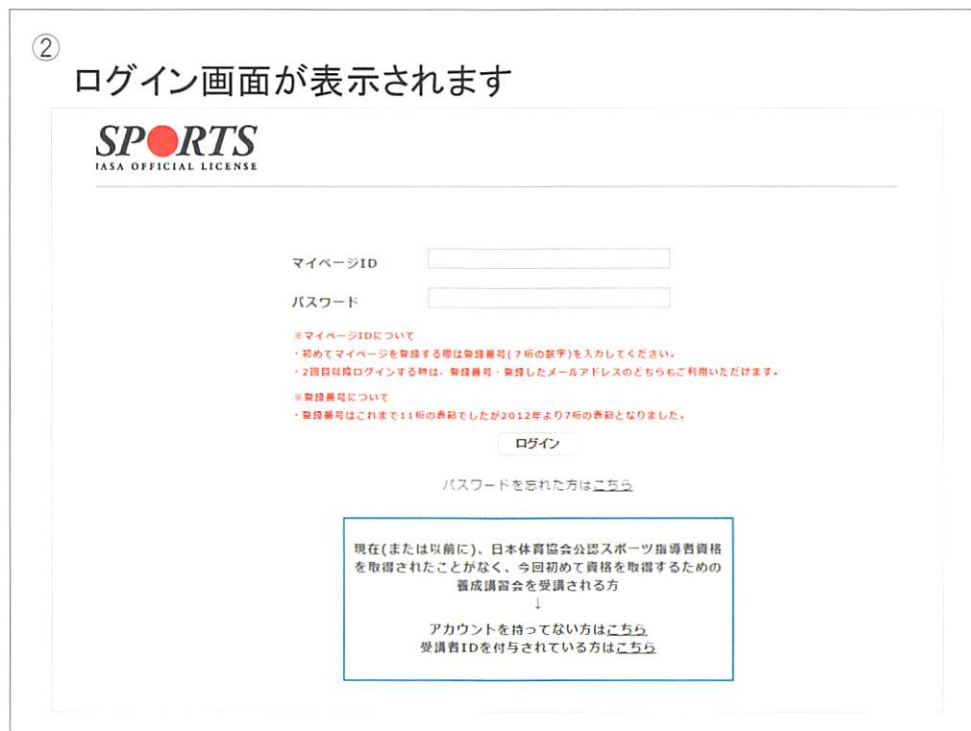 ②
ログイン画面が表示されます
SPORTS
JASA OFFICIAL LICENSE
マイページID
パスワード
※マイページIDについて
・初めてマイページを登録する際は登録番号(7桁の数字)を入力してください。
・2回目以降ログインする時は、登録番号・登録したメールアドレスのどちらもご利用いただけます。
※登録番号について
・登録番号はこれまで11桁の表記でしたが2012年より7桁の表記となりました。
ログイン
パスワードを忘れた方はこちら
現在(または以前に)、日本体育協会公認スポーツ指導者資格
を取得されたことがなく、今回初めて資格を取得するための
養成講習会を受講される方
↓
アカウントを持ってない方はこちら
受講者IDを付与されている方はこちら